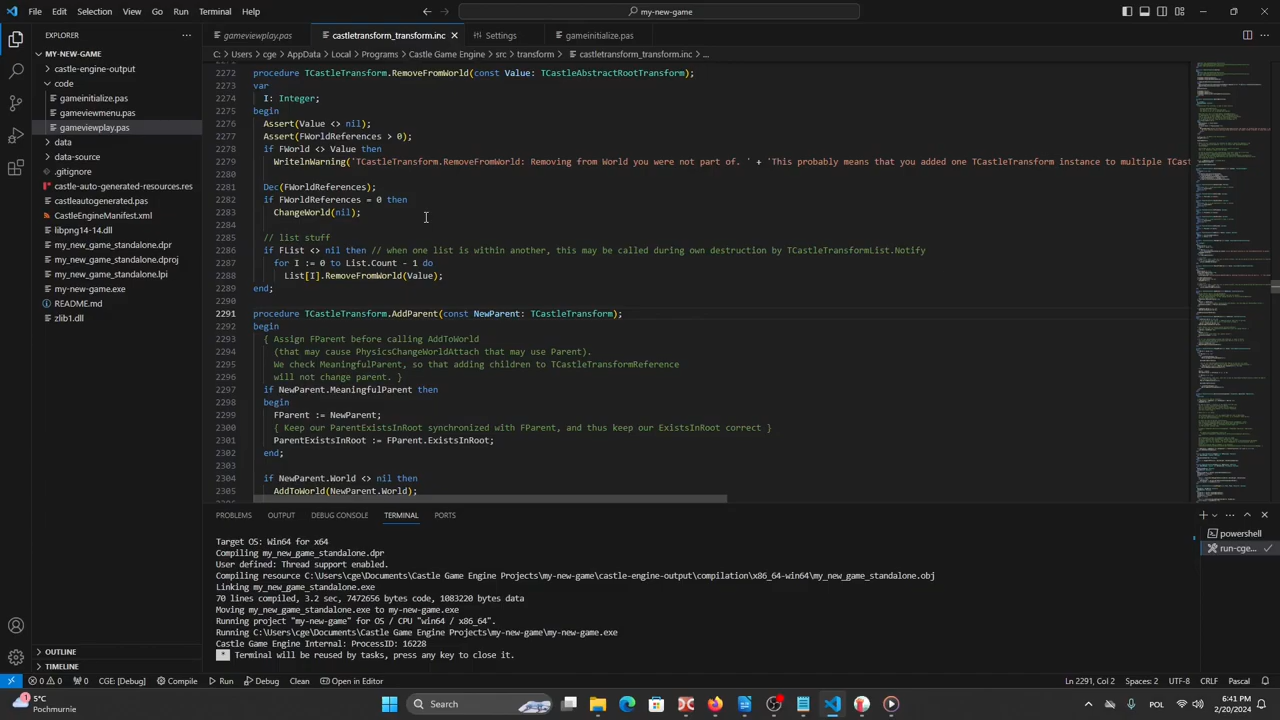 File Edit Selection View Go Run Terminal Help
my-new-game
EXPLORER
gameviewplay.pas
castletransform_transform.inc
Settings
gameinitialize.pas
C: > Users > cge > AppData > Local > Programs > Castle Game Engine > src > transform > castletransform_transform.inc > ...
MY-NEW-GAME
castle-engine-output
code
gameinitialize.pas
gameviewmenu.pas
gameviewplay.pas
data
data-source
.gitignore
castle-auto-generated-resources.res
castleautogenerated.pas
CastleEngineManifest.xml
libpng14-14.dll
my_new_game_standalone.dpr
my_new_game_standalone.dproj
my_new_game_standalone.lpi
my-new-game.exe
README.md
zlib1.dll
OUTLINE
TIMELINE
2272 procedure TCastleTransform.RemoveFromWorld(const Value: TCastleAbstractRootTransform);
2273 var
2274 I: Integer;
2275 begin
2276 Assert(Value <> nil);
2277 Assert(FWorldReferences > 0);
2278 if FWorld <> Value then
2279 WritelnWarning('TCastleTransform.RemoveFromWorld: Removing from World you were not part of. ' + 'This probably means that you added one TCastleTransform instance to multiple TCast
2280
2281 Dec(FWorldReferences);
2282 if FWorldReferences = 0 then
2283 ChangeWorld(nil);
2284
2285 // list stuff
2286 if FList <> nil then // when FList if without nils, this may be called during own destruction from TCastleTransformList.Notify
2287 for I := 0 to List.Count - 1 do
2288 List[I].RemoveFromWorld(Value);
2289 end;
2290
2291 procedure TCastleTransform.AddParent(const NewParent: TCastleTransform);
2292 begin
2293 { Assign FParent before calling AddToWorld
2294 (that may cause PhysicsChangeWorldAttach that may use Parent).
2295 We check MeaningfulParent, so that adding reference to TCastleTransformReference
2296 will not change parent. }
2297 if NewParent.MeaningfulParent then
2298 begin
2299 FParent := NewParent;
2300 { Keep our ParentExistsInRoot synchronized with parent, and thus keep our ExistsInRoot correct }
2301 ParentExistsInRoot := FParent.ExistsInRoot;
2302 end;
2303
2304 if NewParent.World <> nil then
2305 AddToWorld(NewParent.World);
PROBLEMS OUTPUT DEBUG CONSOLE TERMINAL PORTS
powershell
run-cge...
Target OS: Win64 for x64
Compiling my_new_game_standalone.dpr
User defined: Thread support enabled.
Compiling resource C:\Users\cge\Documents\Castle Game Engine Projects\my-new-game\castle-engine-output\compilation\x86_64-win64\my_new_game_standalone.obj
Linking my_new_game_standalone.exe
70 lines compiled, 3.2 sec, 7472656 bytes code, 1083220 bytes data
Moving my_new_game_standalone.exe to my-new-game.exe
Running project "my-new-game" for OS / CPU "win64 / x86_64".
Running C:\Users\cge\Documents\Castle Game Engine Projects\my-new-game\my-new-game.exe
Castle Game Engine Internal: ProcessID: 16228
* Terminal will be reused by tasks, press any key to close it.
0 0 0 CGE: [Debug] Compile Run Debug Clean Open in Editor
Ln 2291, Col 2 Spaces: 2 UTF-8 CRLF Pascal
1
5°C
Pochmurnie
Search
POL
6:41 PM
2/20/2024